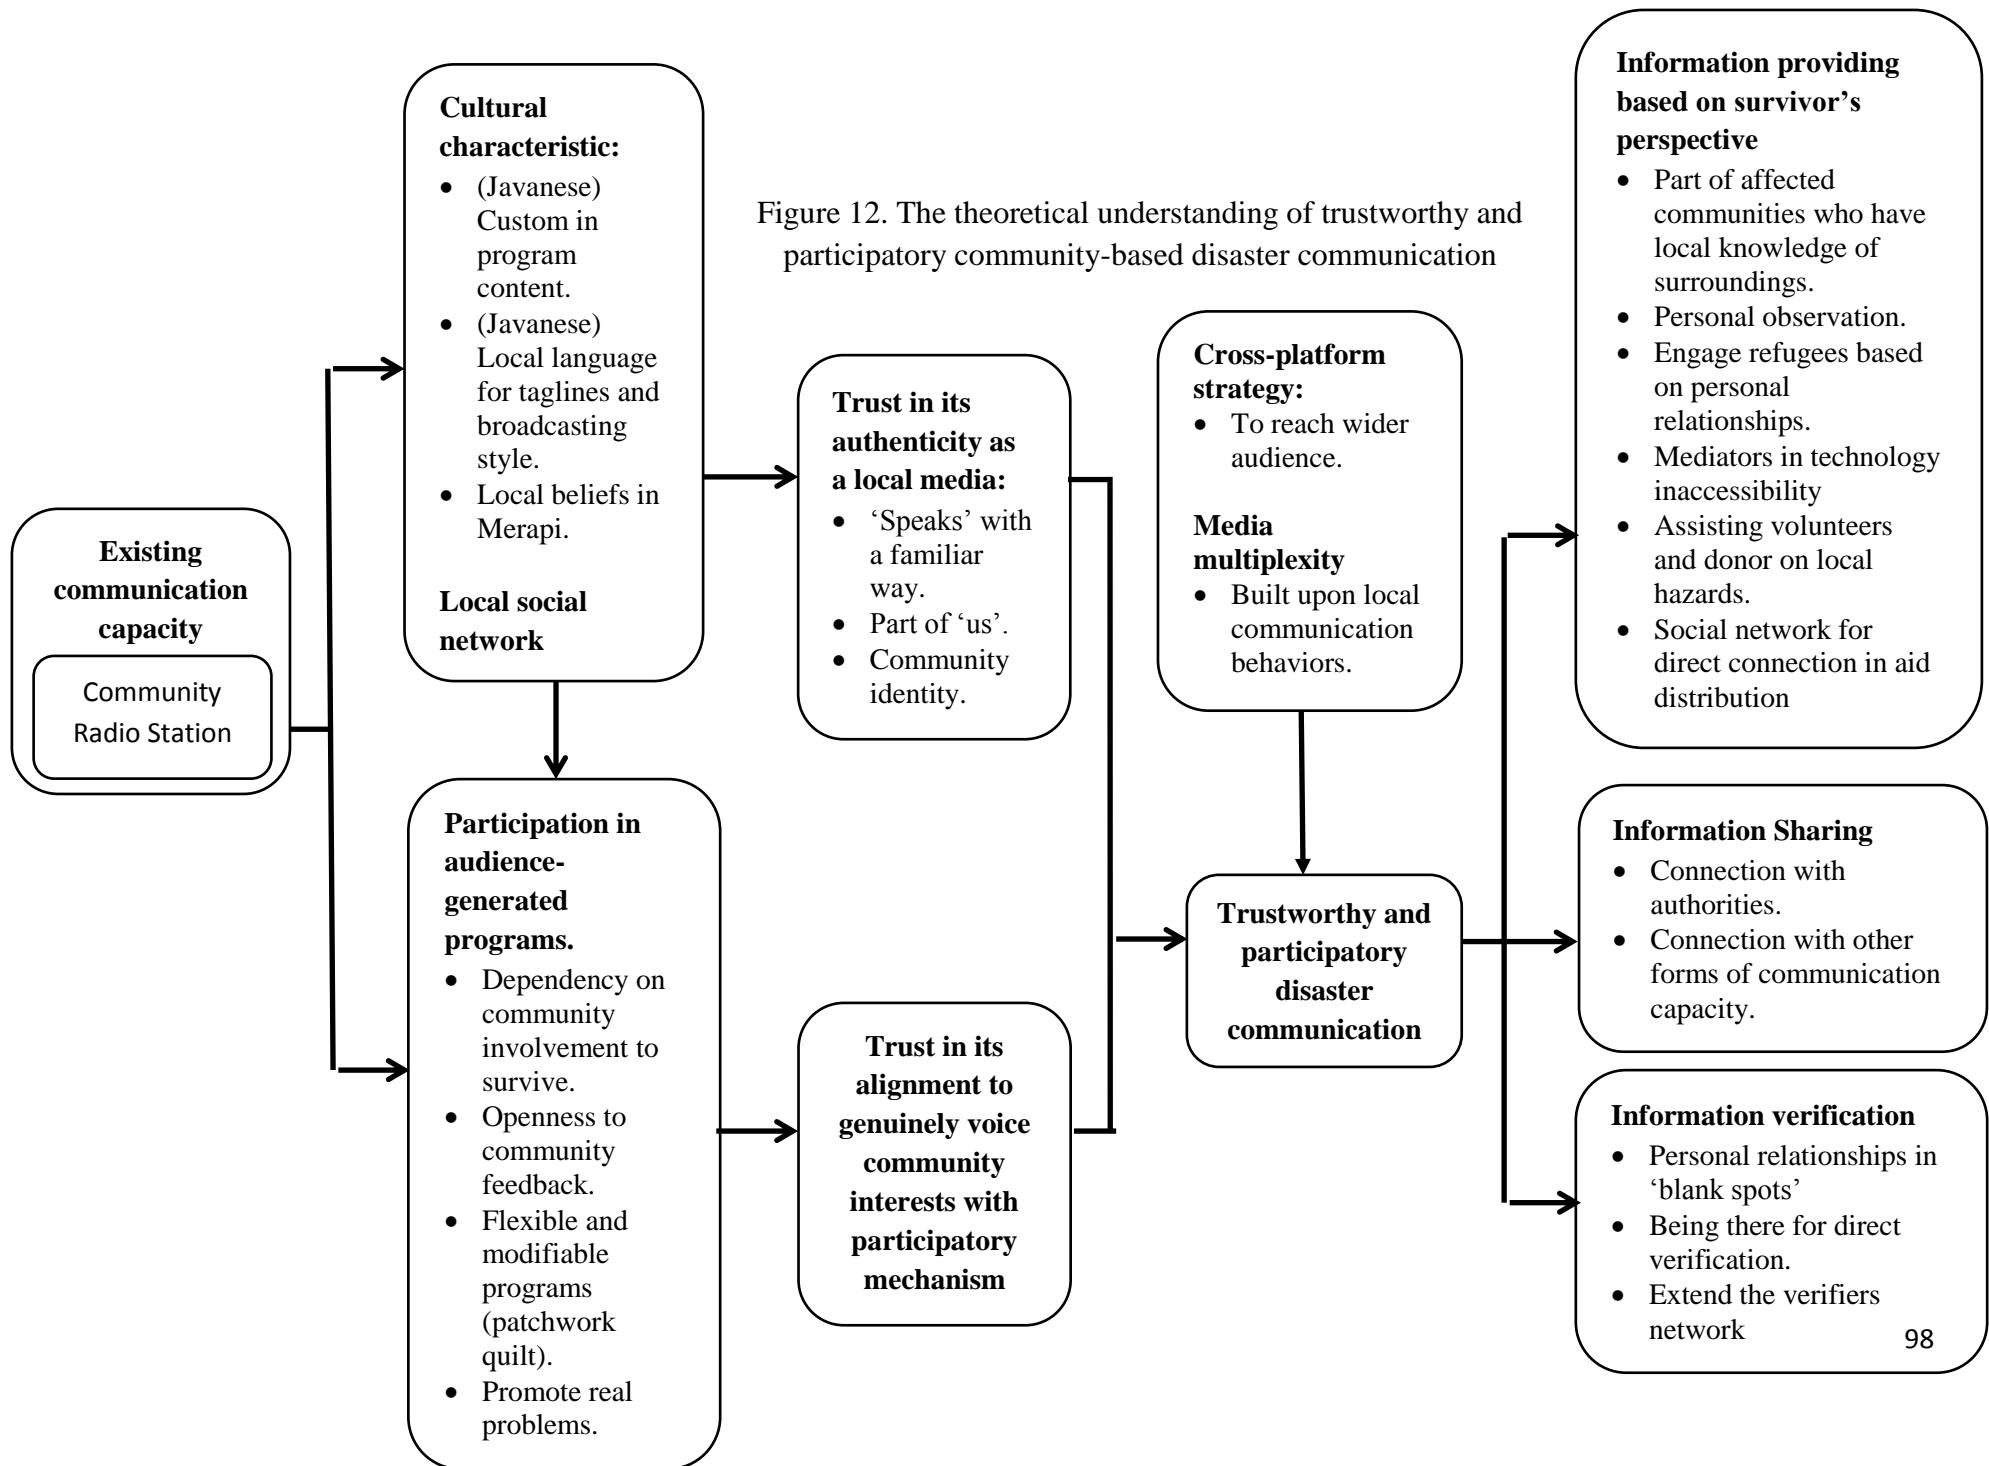 Figure 12. The theoretical understanding of trustworthy and
participatory community-based disaster communication
Existing
communication
capacity
Community
Radio Station
Cultural
characteristic:
• (Javanese)
Custom in
program
content.
• (Javanese)
Local language
for taglines and
broadcasting
style.
• Local beliefs in
Merapi.
Local social
network
Participation in
audience-
generated
programs.
• Dependency on
community
involvement to
survive.
• Openness to
community
feedback.
• Flexible and
modifiable
programs
(patchwork
quilt).
• Promote real
problems.
Trust in its
authenticity as
a local media:
• ‘Speaks’ with
a familiar
way.
• Part of ‘us’.
• Community
identity.
Trust in its
alignment to
genuinely voice
community
interests with
participatory
mechanism
Cross-platform
strategy:
• To reach wider
audience.
Media
multiplexity
• Built upon local
communication
behaviors.
Trustworthy and
participatory
disaster
communication
Information providing
based on survivor’s
perspective
• Part of affected
communities who have
local knowledge of
surroundings.
• Personal observation.
• Engage refugees based
on personal
relationships.
• Mediators in technology
inaccessibility
• Assisting volunteers
and donor on local
hazards.
• Social network for
direct connection in aid
distribution
Information Sharing
• Connection with
authorities.
• Connection with other
forms of communication
capacity.
Information verification
• Personal relationships in
‘blank spots’
• Being there for direct
verification.
• Extend the verifiers
network
98